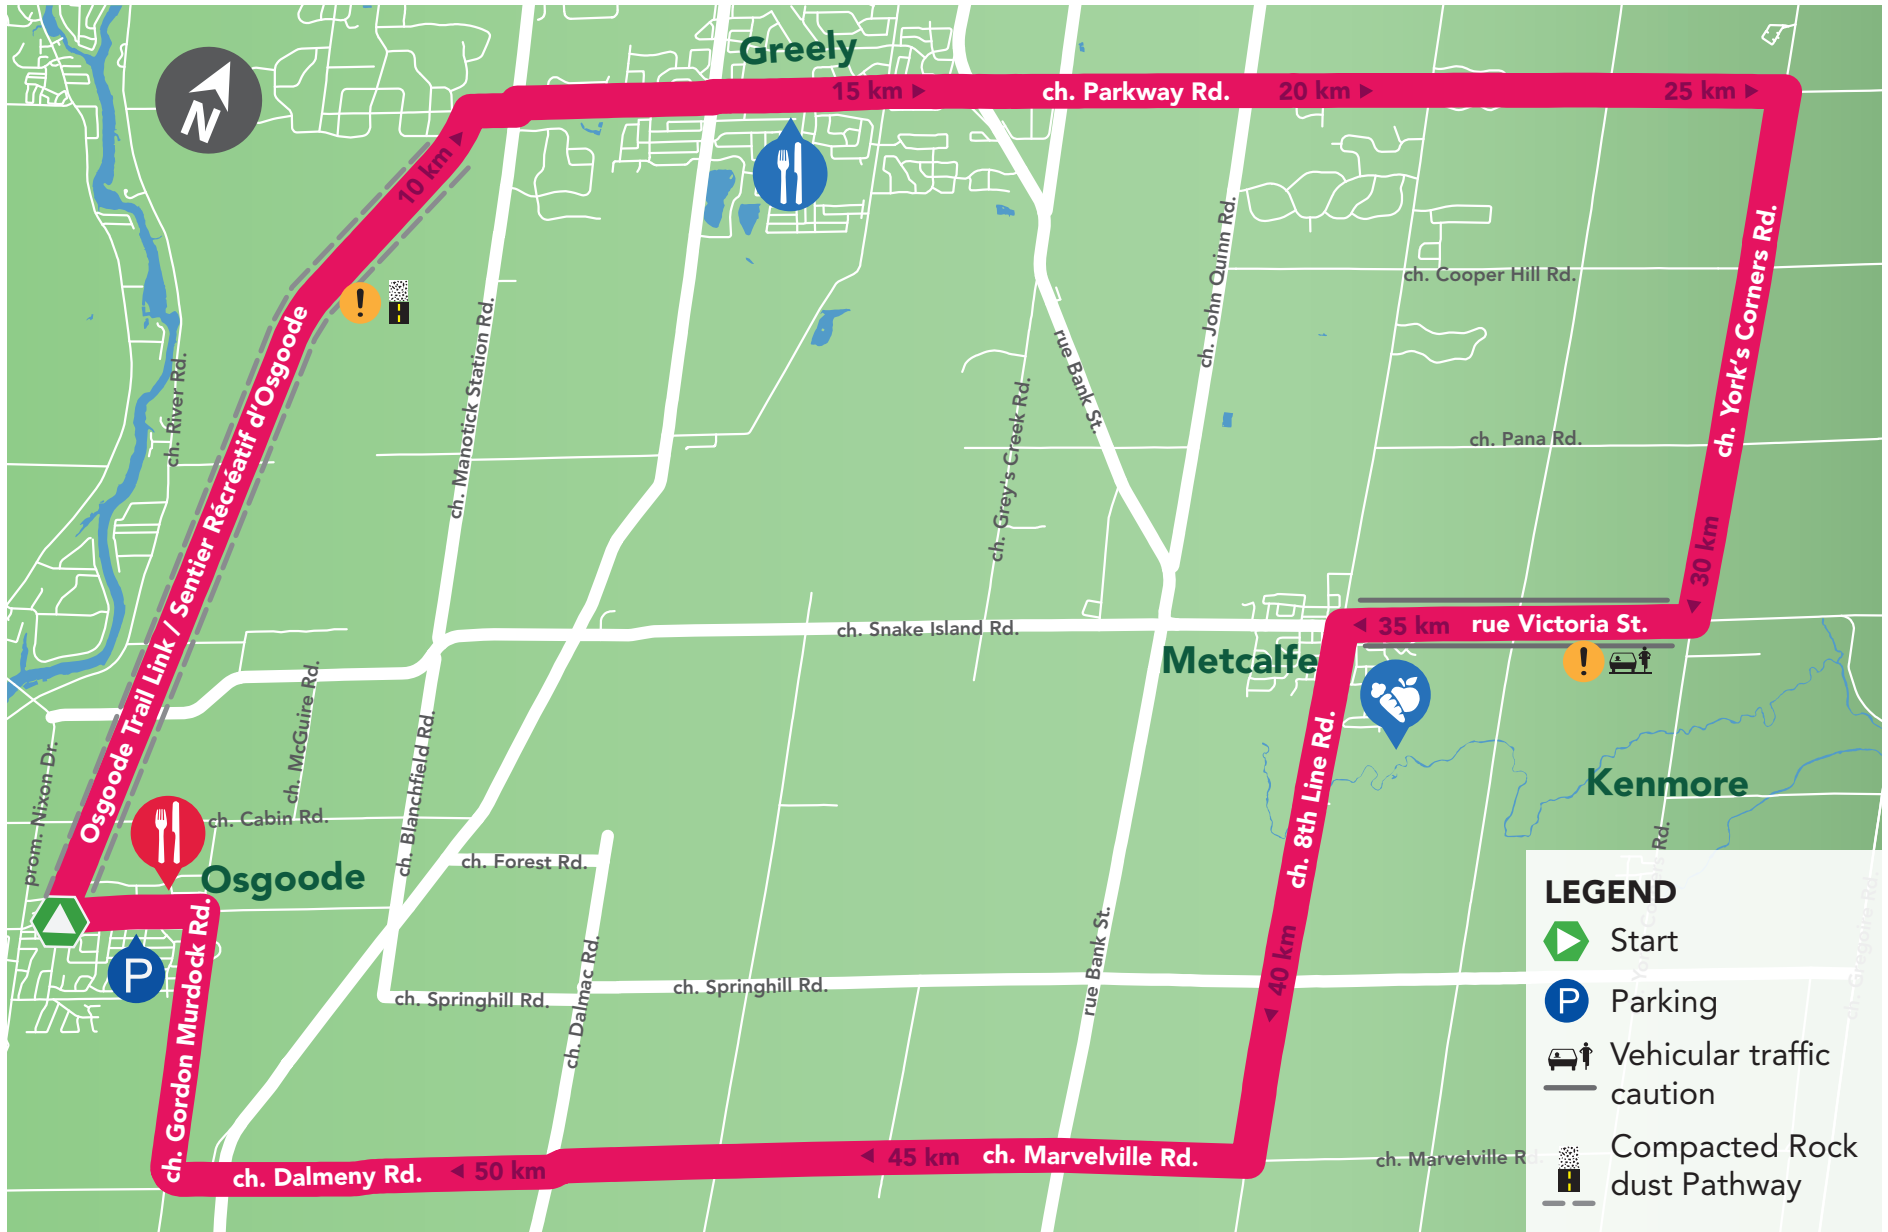 Greely
N
15 km
ch. Parkway Rd.
20 km
25 km
10 km
ch. York's Corners Rd.
ch. John Quinn Rd.
ch. Cooper Hill Rd.
ch. Manotick Station Rd.
Osgoode Trail Link / Sentier Récréatif d'Osgoode
ch. River Rd.
rue Bank St.
ch. Grey's Creek Rd.
ch. Pana Rd.
30 km
ch. Snake Island Rd.
35 km
rue Victoria St.
Metcalfe
ch. McGuire Rd.
ch. Blanchfield Rd.
prom. Nixon Dr.
ch. 8th Line Rd.
Kenmore
ch. Cabin Rd.
ch. Forest Rd.
Osgoode
P
ch. Gordon Murdock Rd.
ch. Dalmac Rd.
rue Bank St.
40 km
ch. Springhill Rd.
ch. Springhill Rd.
ch. Gregoire Rd.
ch. Marvelville Rd.
45 km
ch. Marvelville Rd.
50 km
ch. Dalmeny Rd.
LEGEND
Start
P
Parking
Vehicular traffic
caution
Compacted Rock
dust Pathway